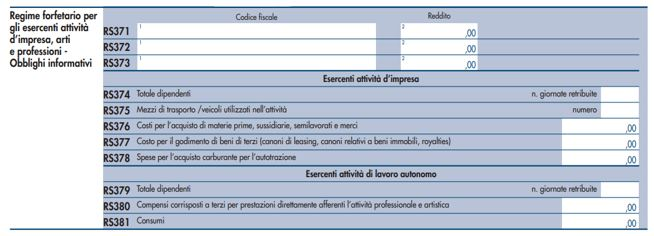 Regime forfetario per
gli esercenti attività
d'impresa, arti
e professioni -
Obblighi informativi
Codice fiscale Reddito
RS371 1 2 ,00
RS372 1 2 ,00
RS373 1 2 ,00
Esercenti attività d'impresa
RS374 Totale dipendenti n. giornate retribuite
RS375 Mezzi di trasporto /veicoli utilizzati nell'attività numero
RS376 Costi per l'acquisto di materie prime, sussidiarie, semilavorati e merci ,00
RS377 Costo per il godimento di beni di terzi (canoni di leasing, canoni relativi a beni immobili, royalties) ,00
RS378 Spese per l'acquisto carburante per l'autotrazione ,00
Esercenti attività di lavoro autonomo
RS379 Totale dipendenti n. giornate retribuite
RS380 Compensi corrisposti a terzi per prestazioni direttamente afferenti l'attività professionale e artistica ,00
RS381 Consumi ,00